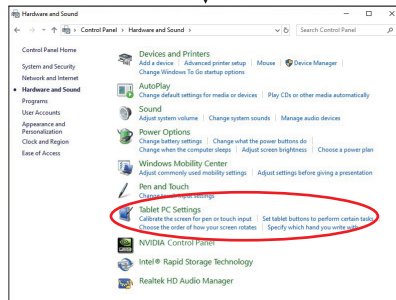 Hardware and Sound
Control Panel › Hardware and Sound ›
Search Control Panel
Control Panel Home
System and Security
Network and Internet
Hardware and Sound
Programs
User Accounts
Appearance and
Personalization
Clock and Region
Ease of Access
Devices and Printers
Add a device | Advanced printer setup | Mouse | Device Manager |
Change Windows To Go startup options
AutoPlay
Change default settings for media or devices | Play CDs or other media automatically
Sound
Adjust system volume | Change system sounds | Manage audio devices
Power Options
Change battery settings | Change what the power buttons do |
Change when the computer sleeps | Adjust screen brightness | Choose a power plan
Windows Mobility Center
Adjust commonly used mobility settings | Adjust settings before giving a presentation
Pen and Touch
Change touch input settings
Tablet PC Settings
Calibrate the screen for pen or touch input | Set tablet buttons to perform certain tasks
Choose the order of how your screen rotates | Specify which hand you write with
NVIDIA Control Panel
Intel® Rapid Storage Technology
Realtek HD Audio Manager